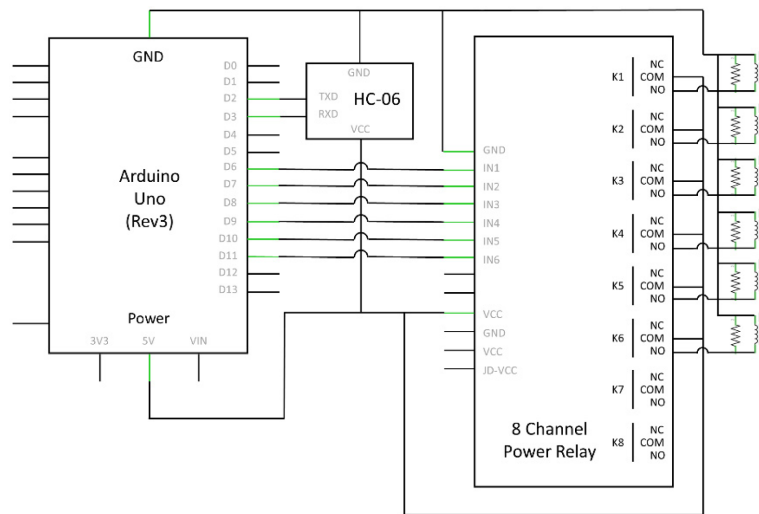 GND
D0
D1
D2
D3
D4
D5
D6
D7
D8
D9
D10
D11
D12
D13
Arduino
Uno
(Rev3)
Power
3V3
5V
VIN
GND
TXD
HC-06
RXD
VCC
GND
IN1
IN2
IN3
IN4
IN5
IN6
VCC
GND
VCC
JD-VCC
8 Channel
Power Relay
NC
K1 COM
NO
NC
K2 COM
NO
NC
K3 COM
NO
NC
K4 COM
NO
NC
K5 COM
NO
NC
K6 COM
NO
NC
K7 COM
NO
NC
K8 COM
NO